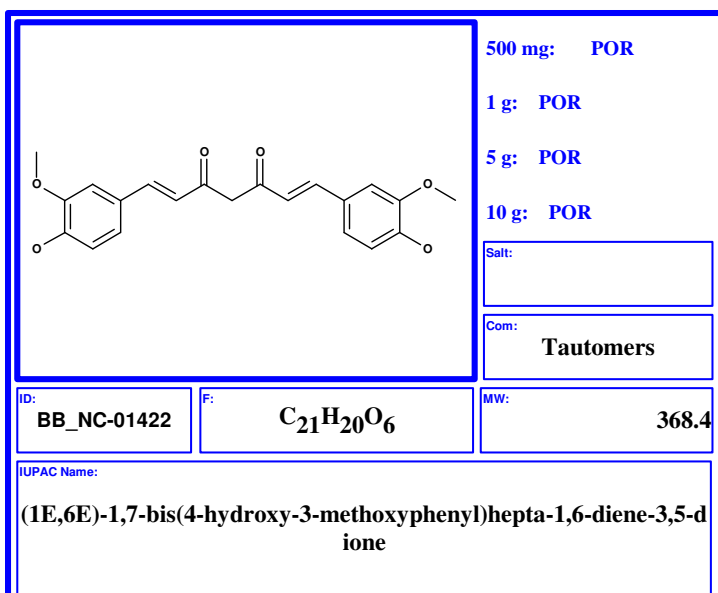 500 mg: POR
1 g: POR
5 g: POR
10 g: POR
O O
O O
O O
Salt:
Com:
Tautomers
ID:
BB_NC-01422
F:
C21H20O6
MW:
368.4
IUPAC Name:
(1E,6E)-1,7-bis(4-hydroxy-3-methoxyphenyl)hepta-1,6-diene-3,5-d
ione